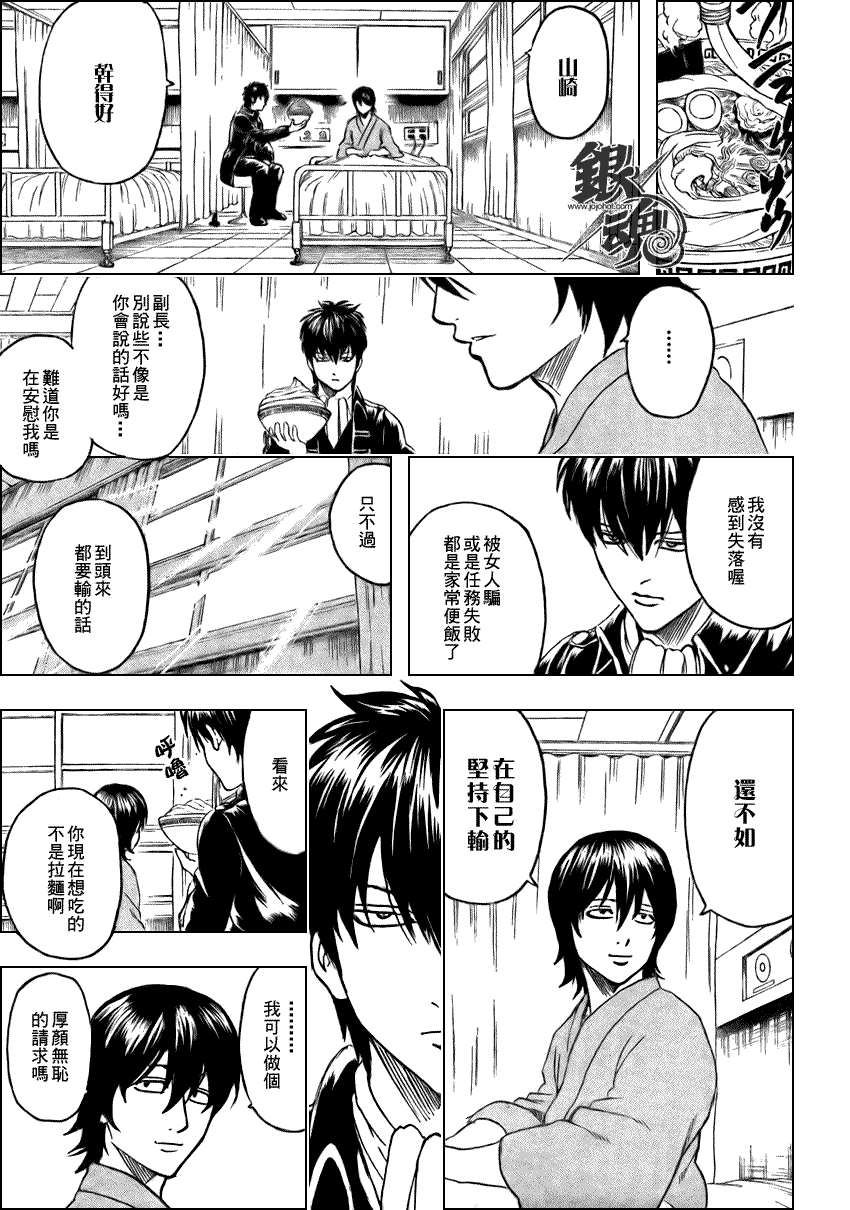 山崎
幹得好
銀魂
www.jojohot.com
……
副長…
別說些不像是
你會說的話好嗎…
難道你是
在安慰我嗎
我沒有
感到失落喔
被女人騙
或是任務失敗
都是家常便飯了
只不過
到頭來
都要輸的話
還不如
在自己的
堅持下輸
看來
呼嚕
你現在想吃的
不是拉麵啊
………
我可以做個
厚顏無恥
的請求嗎